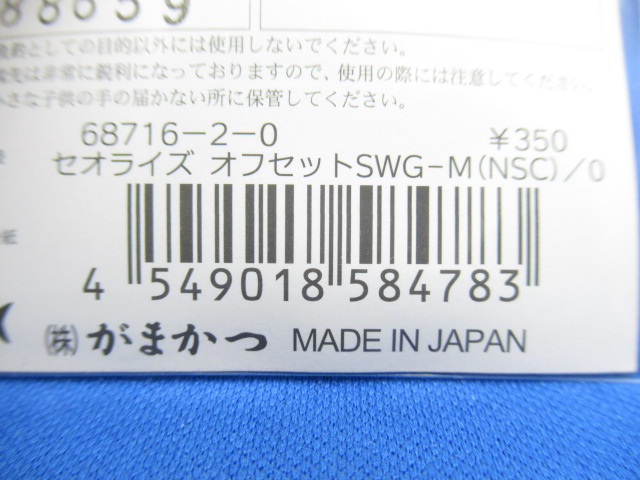 88659
魚釣としての目的以外には使用しないでください。
先は非常に鋭利になっておりますので、使用の際には注意してください。
小さな子供の手の届かない所に保管してください。
68716-2-0 ¥350
セオライズ オフセットSWG-M(NSC)/0
4 549018 584783
㈱がまかつ MADE IN JAPAN